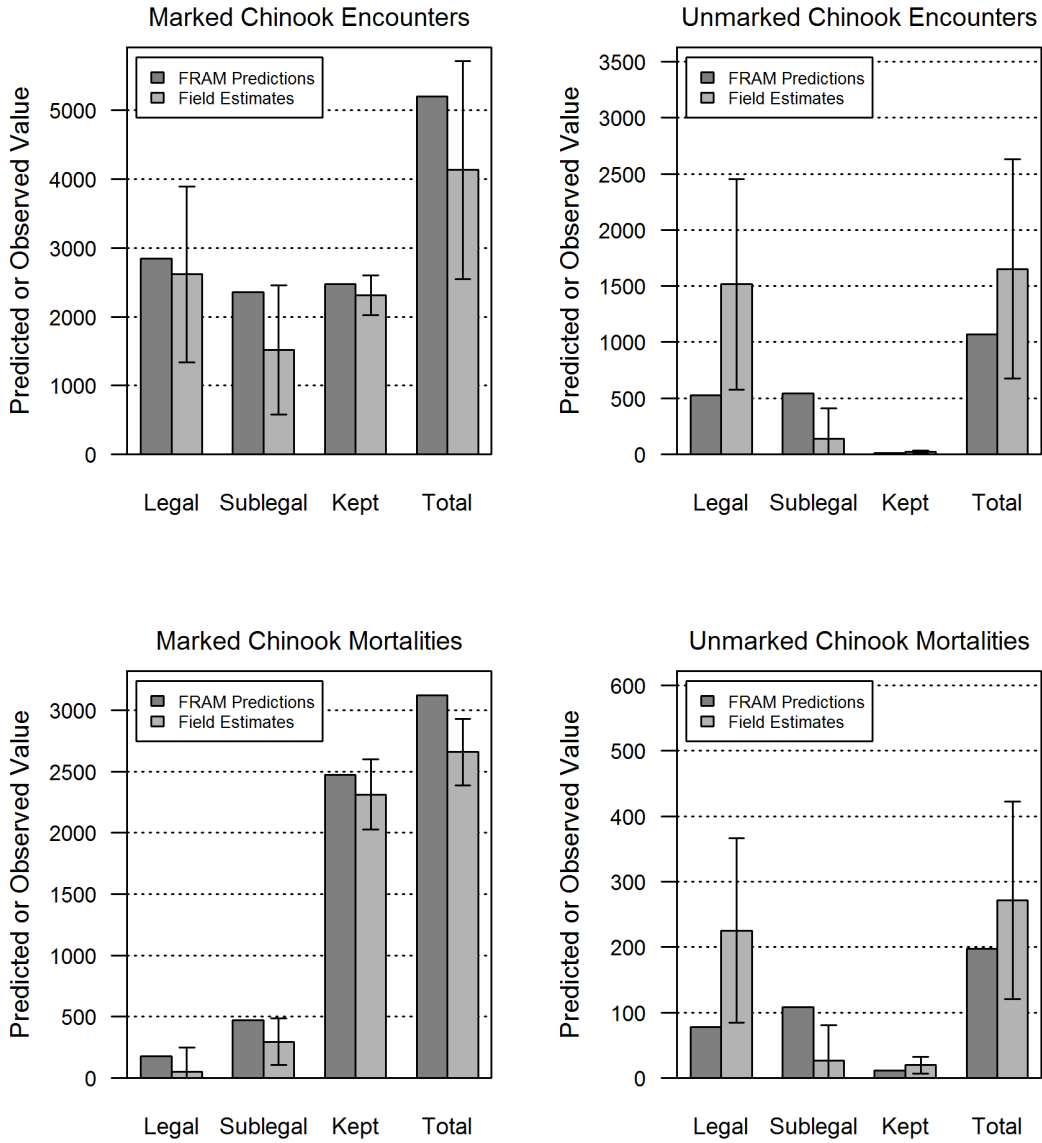 Marked Chinook Encounters
Predicted or Observed Value
FRAM Predictions
Field Estimates
5000
4000
3000
2000
1000
0
Legal Sublegal Kept Total
Unmarked Chinook Encounters
Predicted or Observed Value
FRAM Predictions
Field Estimates
3500
3000
2500
2000
1500
1000
500
0
Legal Sublegal Kept Total
Marked Chinook Mortalities
Predicted or Observed Value
FRAM Predictions
Field Estimates
3000
2500
2000
1500
1000
500
0
Legal Sublegal Kept Total
Unmarked Chinook Mortalities
Predicted or Observed Value
FRAM Predictions
Field Estimates
600
500
400
300
200
100
0
Legal Sublegal Kept Total